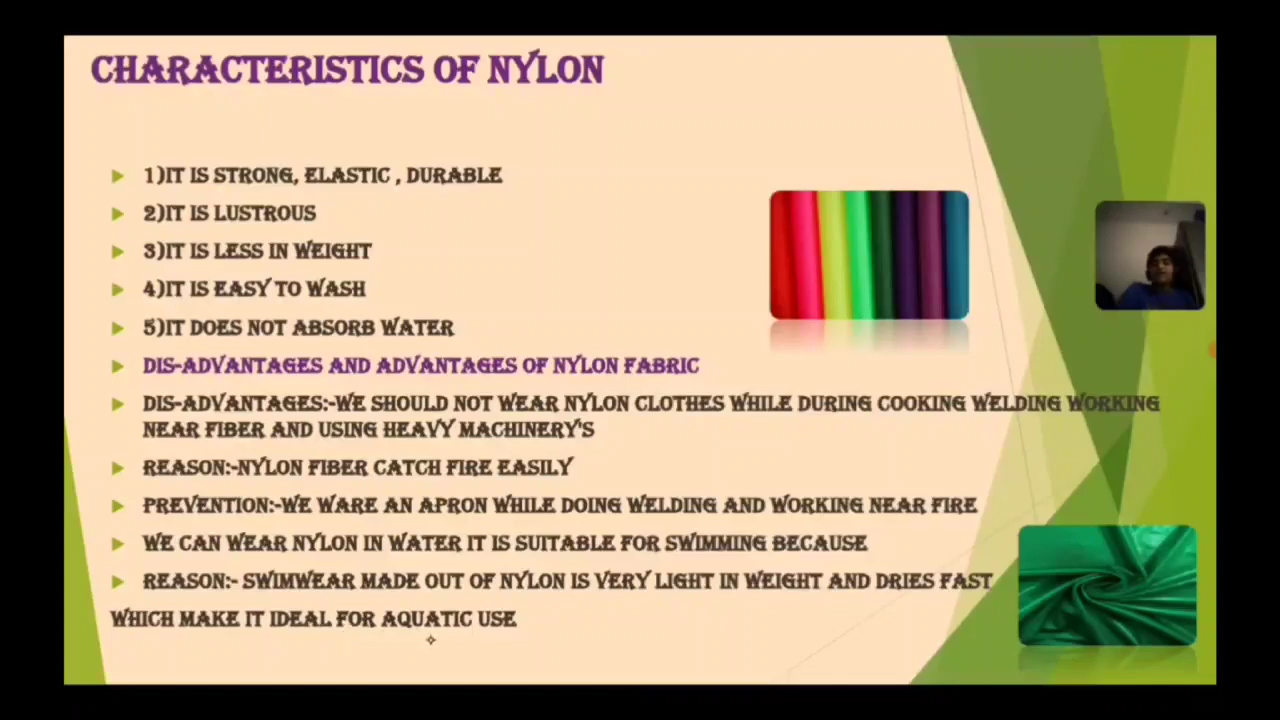 CHARACTERISTICS OF NYLON
1)IT IS STRONG, ELASTIC , DURABLE
2)IT IS LUSTROUS
3)IT IS LESS IN WEIGHT
4)IT IS EASY TO WASH
5)IT DOES NOT ABSORB WATER
DIS-ADVANTAGES AND ADVANTAGES OF NYLON FABRIC
DIS-ADVANTAGES:-WE SHOULD NOT WEAR NYLON CLOTHES WHILE DURING COOKING WELDING WORKING
NEAR FIBER AND USING HEAVY MACHINERY'S
REASON:-NYLON FIBER CATCH FIRE EASILY
PREVENTION:-WE WARE AN APRON WHILE DOING WELDING AND WORKING NEAR FIRE
WE CAN WEAR NYLON IN WATER IT IS SUITABLE FOR SWIMMING BECAUSE
REASON:- SWIMWEAR MADE OUT OF NYLON IS VERY LIGHT IN WEIGHT AND DRIES FAST
WHICH MAKE IT IDEAL FOR AQUATIC USE